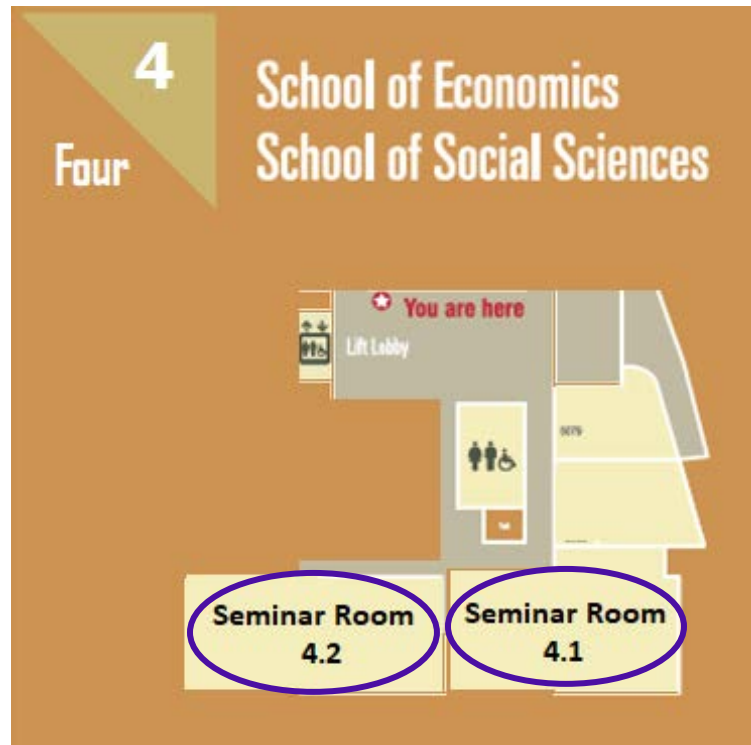 4
Four
School of Economics
School of Social Sciences
You are here
Lift Lobby
Seminar Room
4.2
Seminar Room
4.1